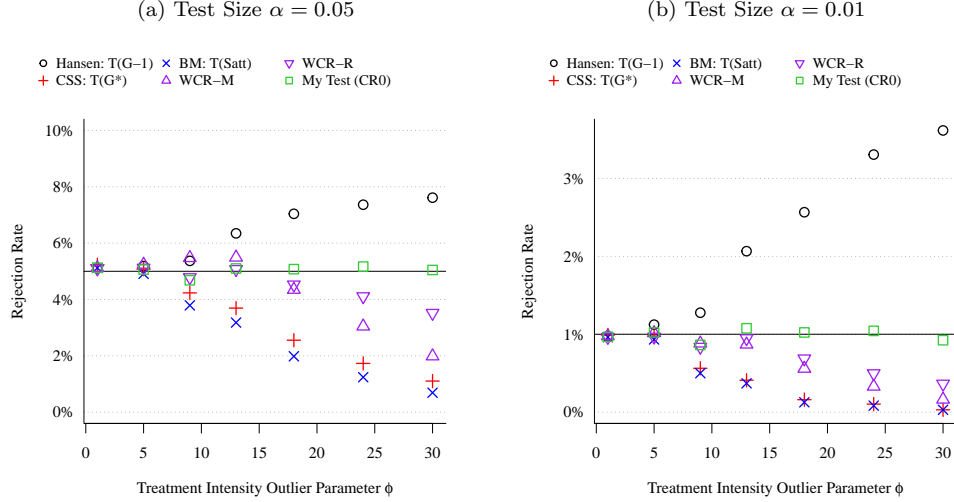 (a) Test Size α = 0.05
Hansen: T(G−1) BM: T(Satt) WCR−R
CSS: T(G*) WCR−M My Test (CR0)
Rejection Rate
10%
8%
6%
4%
2%
0%
0 5 10 15 20 25 30
Treatment Intensity Outlier Parameter ϕ
(b) Test Size α = 0.01
Hansen: T(G−1) BM: T(Satt) WCR−R
CSS: T(G*) WCR−M My Test (CR0)
Rejection Rate
3%
2%
1%
0%
0 5 10 15 20 25 30
Treatment Intensity Outlier Parameter ϕ